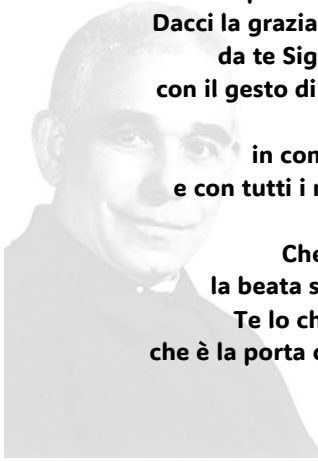 Dacci la grazia
da te Sig
con il gesto di
in con
e con tutti i
Che
la beata s
Te lo ch
che è la porta